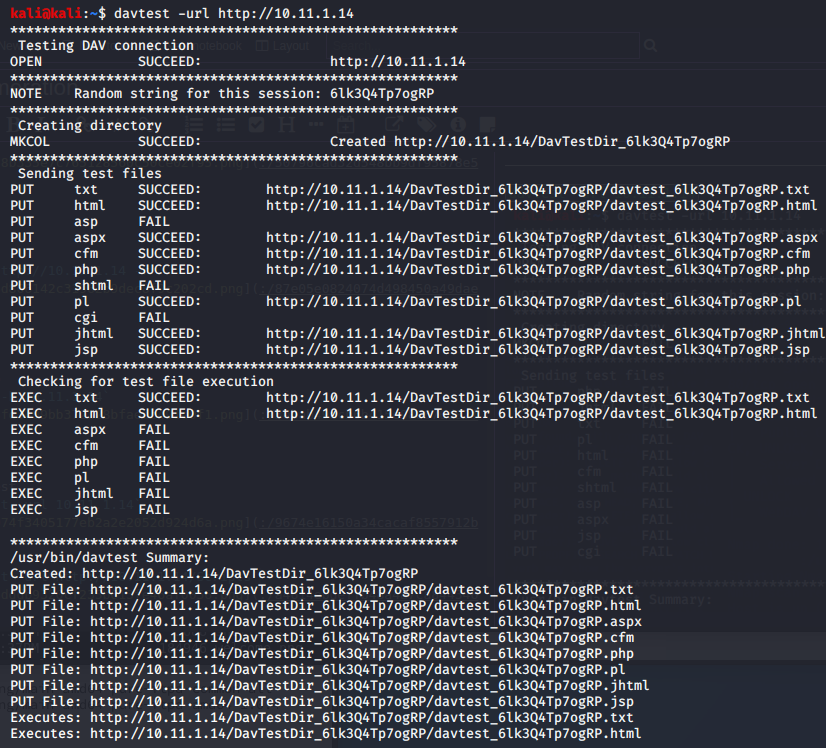 kali@kali:~$ davtest -url http://10.11.1.14
********************************************************
 Testing DAV connection
OPEN            SUCCEED:                http://10.11.1.14
********************************************************
NOTE    Random string for this session: 6lk3Q4Tp7ogRP
********************************************************
 Creating directory
MKCOL           SUCCEED:                Created http://10.11.1.14/DavTestDir_6lk3Q4Tp7ogRP
********************************************************
 Sending test files
PUT     txt     SUCCEED:        http://10.11.1.14/DavTestDir_6lk3Q4Tp7ogRP/davtest_6lk3Q4Tp7ogRP.txt
PUT     html    SUCCEED:        http://10.11.1.14/DavTestDir_6lk3Q4Tp7ogRP/davtest_6lk3Q4Tp7ogRP.html
PUT     asp     FAIL
PUT     aspx    SUCCEED:        http://10.11.1.14/DavTestDir_6lk3Q4Tp7ogRP/davtest_6lk3Q4Tp7ogRP.aspx
PUT     cfm     SUCCEED:        http://10.11.1.14/DavTestDir_6lk3Q4Tp7ogRP/davtest_6lk3Q4Tp7ogRP.cfm
PUT     php     SUCCEED:        http://10.11.1.14/DavTestDir_6lk3Q4Tp7ogRP/davtest_6lk3Q4Tp7ogRP.php
PUT     shtml   FAIL
PUT     pl      SUCCEED:        http://10.11.1.14/DavTestDir_6lk3Q4Tp7ogRP/davtest_6lk3Q4Tp7ogRP.pl
PUT     cgi     FAIL
PUT     jhtml   SUCCEED:        http://10.11.1.14/DavTestDir_6lk3Q4Tp7ogRP/davtest_6lk3Q4Tp7ogRP.jhtml
PUT     jsp     SUCCEED:        http://10.11.1.14/DavTestDir_6lk3Q4Tp7ogRP/davtest_6lk3Q4Tp7ogRP.jsp
********************************************************
 Checking for test file execution
EXEC    txt     SUCCEED:        http://10.11.1.14/DavTestDir_6lk3Q4Tp7ogRP/davtest_6lk3Q4Tp7ogRP.txt
EXEC    html    SUCCEED:        http://10.11.1.14/DavTestDir_6lk3Q4Tp7ogRP/davtest_6lk3Q4Tp7ogRP.html
EXEC    aspx    FAIL
EXEC    cfm     FAIL
EXEC    php     FAIL
EXEC    pl      FAIL
EXEC    jhtml   FAIL
EXEC    jsp     FAIL
********************************************************
/usr/bin/davtest Summary:
Created: http://10.11.1.14/DavTestDir_6lk3Q4Tp7ogRP
PUT File: http://10.11.1.14/DavTestDir_6lk3Q4Tp7ogRP/davtest_6lk3Q4Tp7ogRP.txt
PUT File: http://10.11.1.14/DavTestDir_6lk3Q4Tp7ogRP/davtest_6lk3Q4Tp7ogRP.html
PUT File: http://10.11.1.14/DavTestDir_6lk3Q4Tp7ogRP/davtest_6lk3Q4Tp7ogRP.aspx
PUT File: http://10.11.1.14/DavTestDir_6lk3Q4Tp7ogRP/davtest_6lk3Q4Tp7ogRP.cfm
PUT File: http://10.11.1.14/DavTestDir_6lk3Q4Tp7ogRP/davtest_6lk3Q4Tp7ogRP.php
PUT File: http://10.11.1.14/DavTestDir_6lk3Q4Tp7ogRP/davtest_6lk3Q4Tp7ogRP.pl
PUT File: http://10.11.1.14/DavTestDir_6lk3Q4Tp7ogRP/davtest_6lk3Q4Tp7ogRP.jhtml
PUT File: http://10.11.1.14/DavTestDir_6lk3Q4Tp7ogRP/davtest_6lk3Q4Tp7ogRP.jsp
Executes: http://10.11.1.14/DavTestDir_6lk3Q4Tp7ogRP/davtest_6lk3Q4Tp7ogRP.txt
Executes: http://10.11.1.14/DavTestDir_6lk3Q4Tp7ogRP/davtest_6lk3Q4Tp7ogRP.html